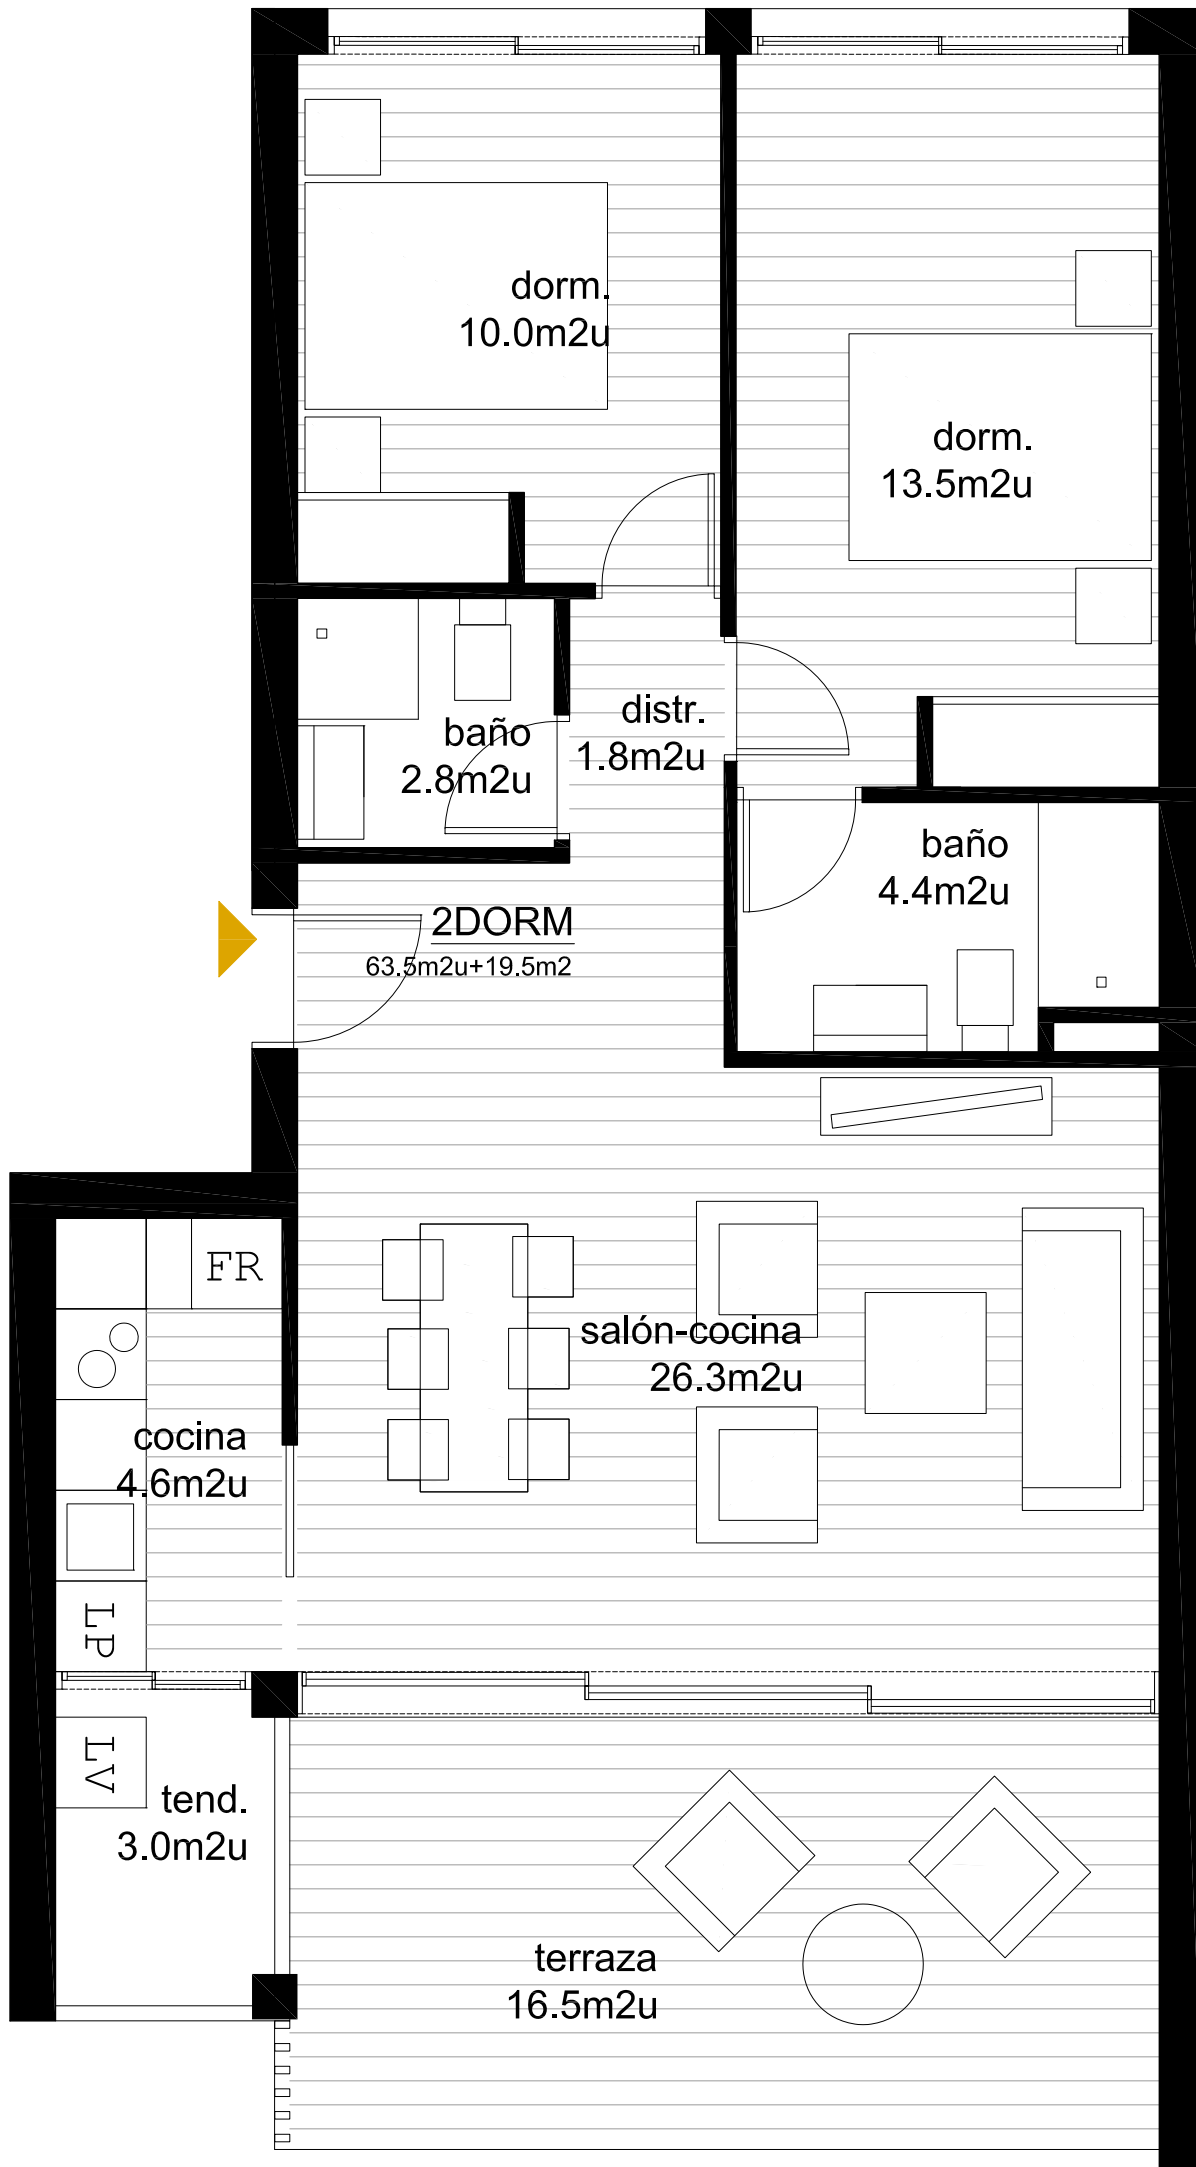 dorm.
10.0m2u
dorm.
13.5m2u
distr.
1.8m2u
baño
2.8m2u
baño
4.4m2u
2DORM
63.5m2u+19.5m2
FR
salón-cocina
26.3m2u
cocina
4.6m2u
LP
LV
tend.
3.0m2u
terraza
16.5m2u